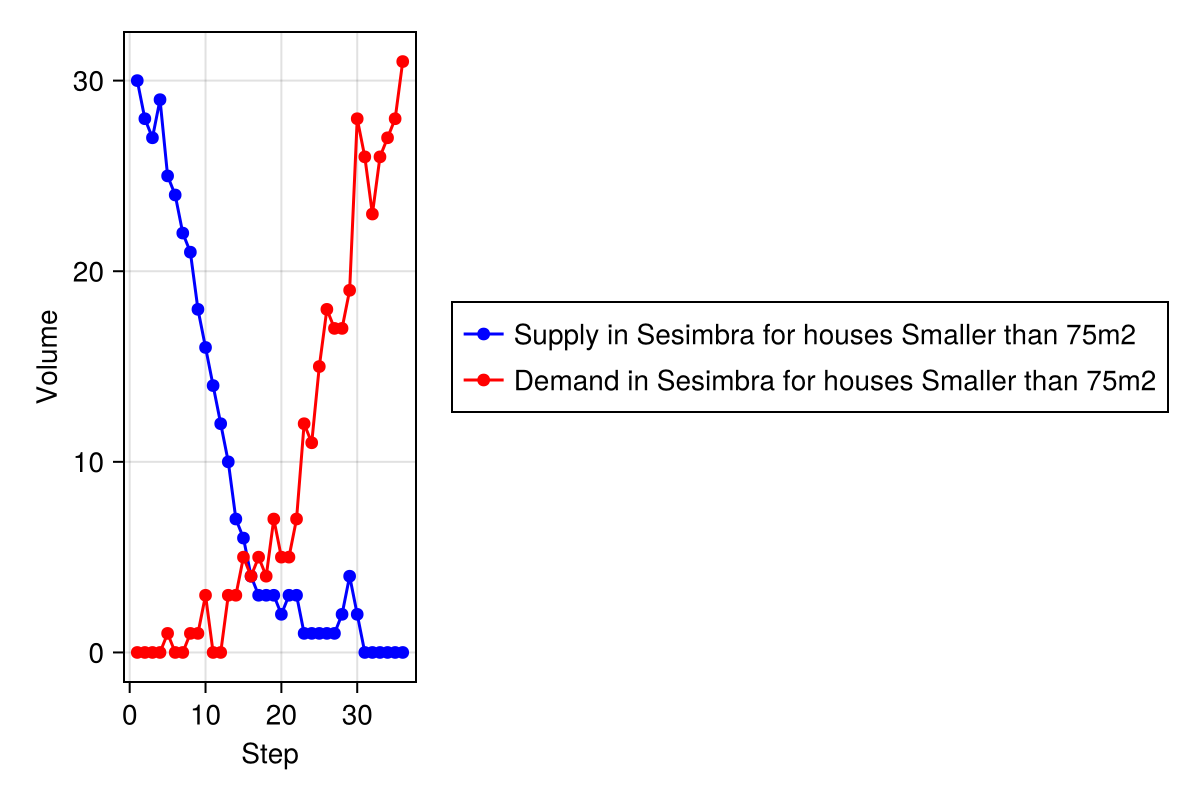 30
20
10
0
Volume
0 10 20 30
Step
Supply in Sesimbra for houses Smaller than 75m2
Demand in Sesimbra for houses Smaller than 75m2